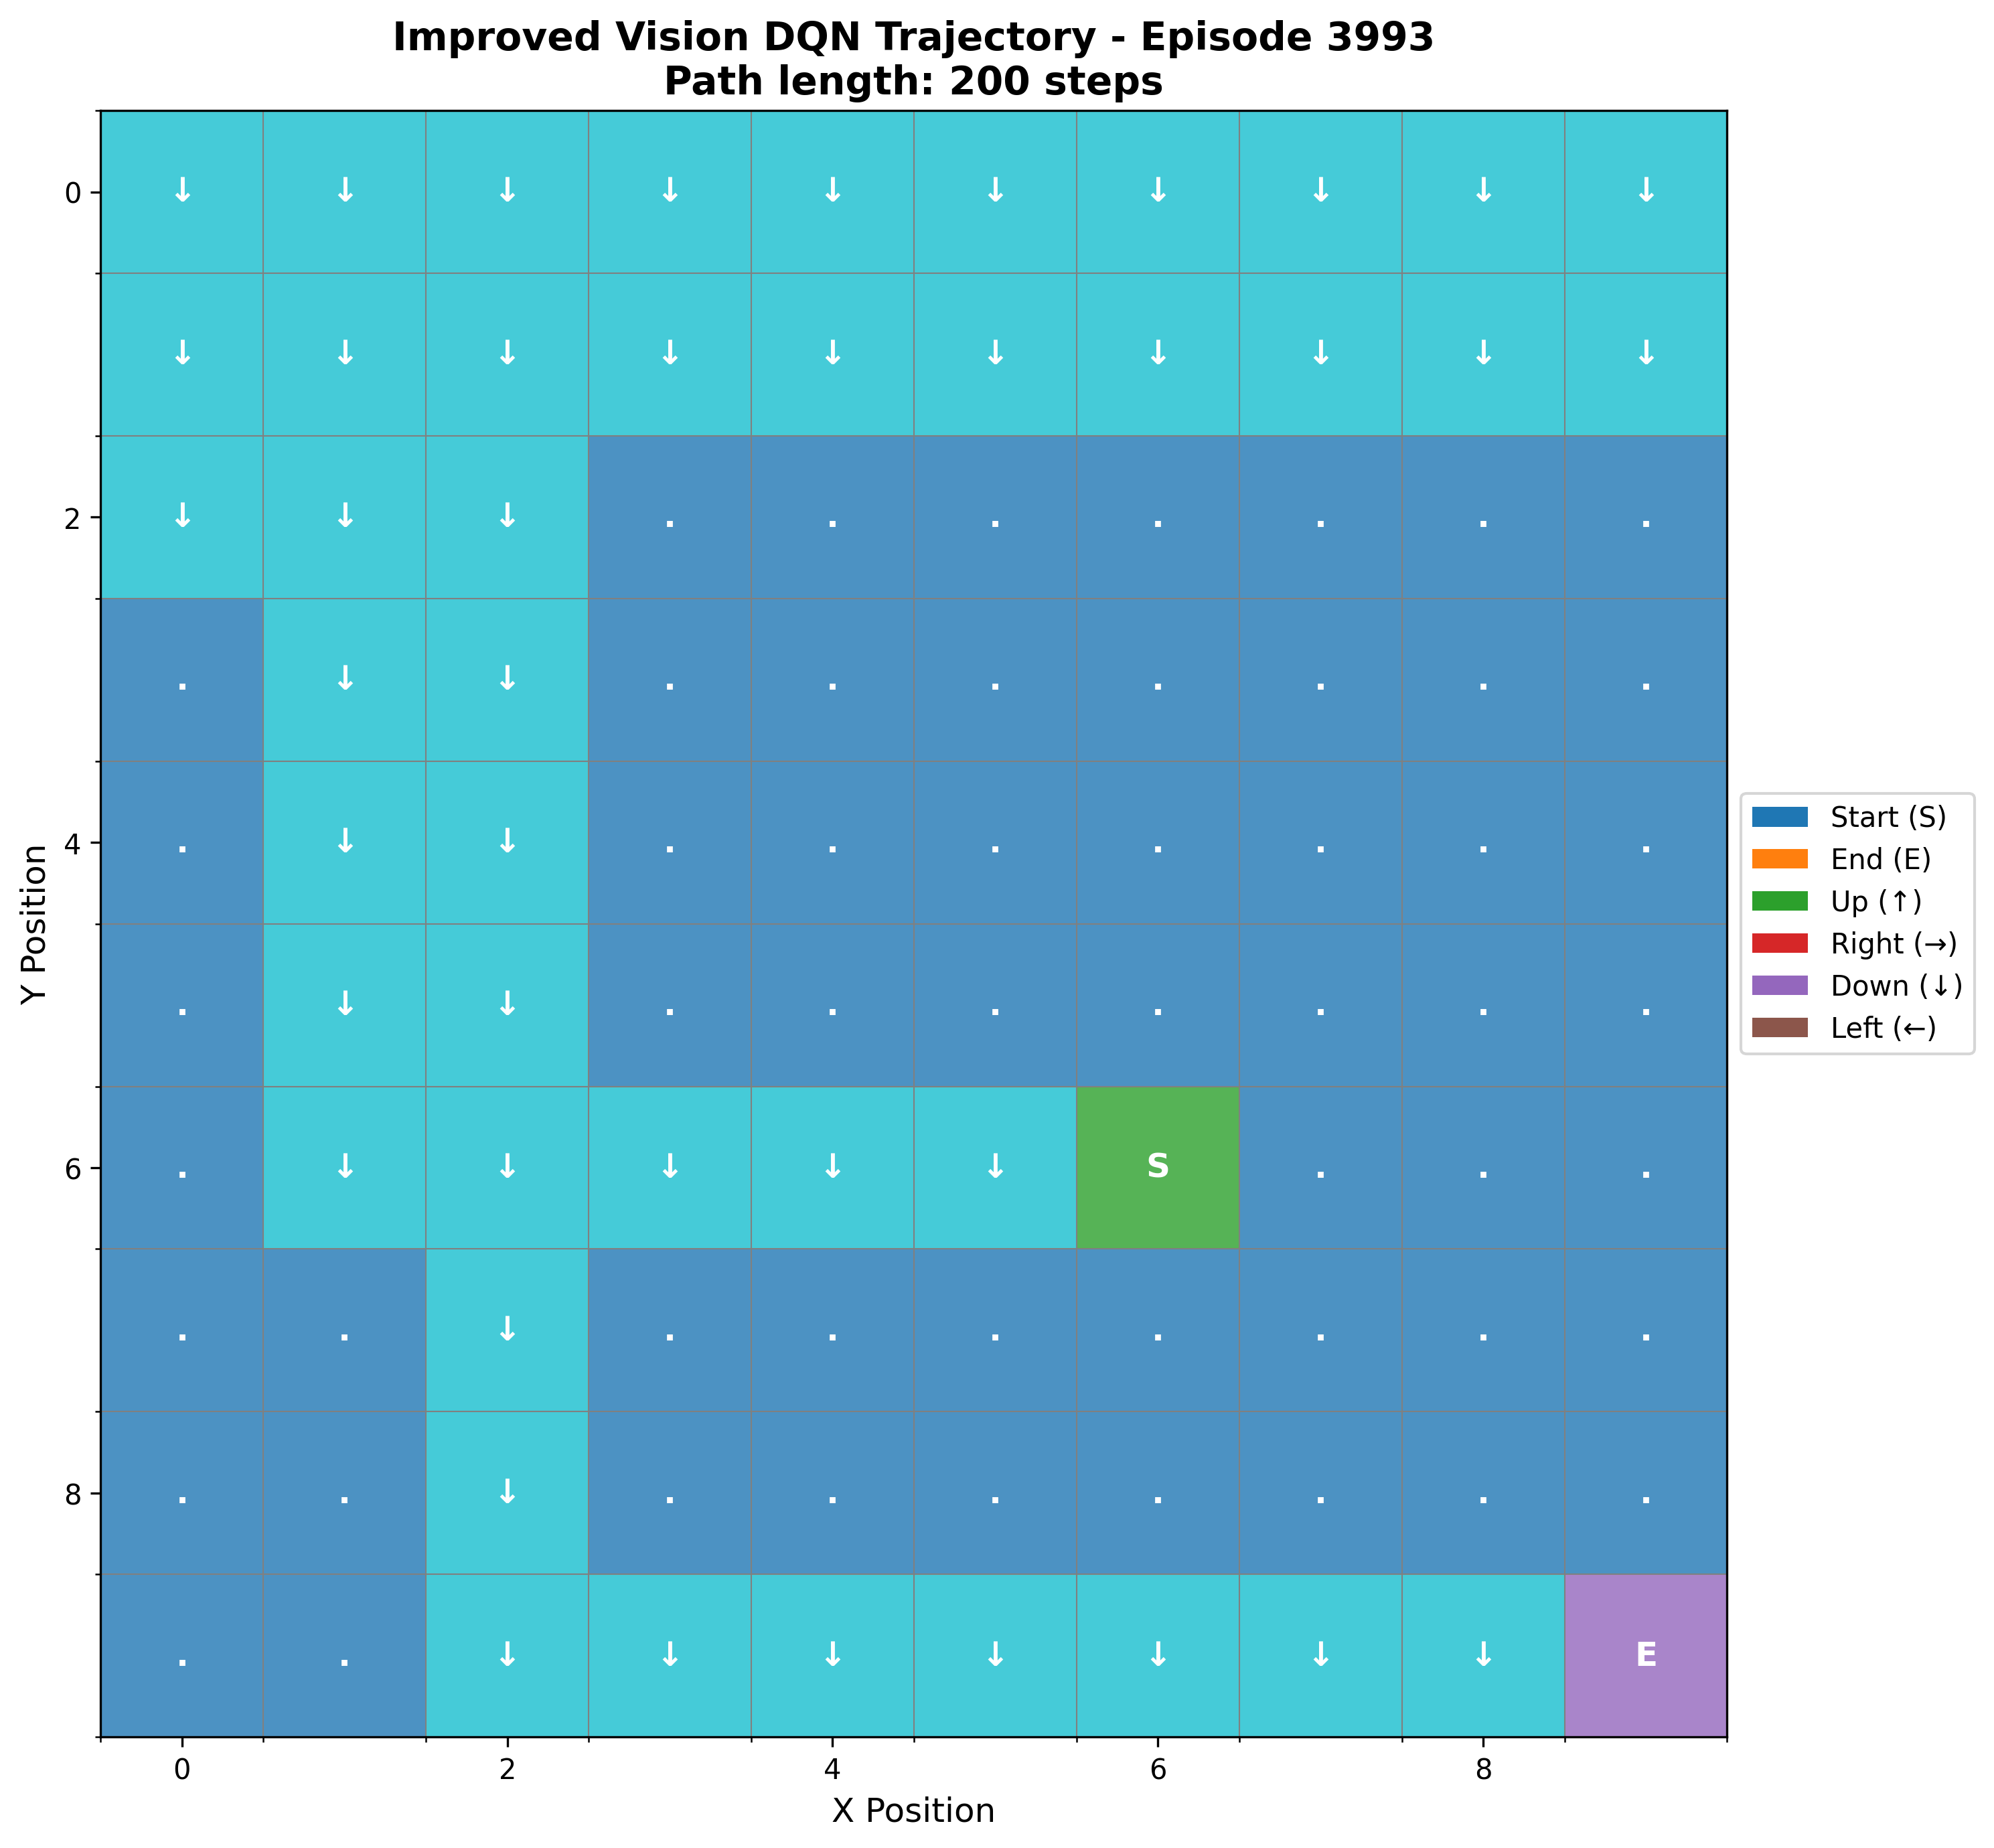 Improved Vision DQN Trajectory - Episode 3993
Path length: 200 steps
0 ↓ ↓ ↓ ↓ ↓ ↓ ↓ ↓ ↓ ↓
↓ ↓ ↓ ↓ ↓ ↓ ↓ ↓ ↓ ↓
2 ↓ ↓ ↓ . . . . . . .
. ↓ ↓ . . . . . . .
4 . ↓ ↓ . . . . . . .
. ↓ ↓ . . . . . . .
6 . ↓ ↓ ↓ ↓ ↓ S . . .
. . ↓ . . . . . . .
8 . . ↓ . . . . . . .
. . ↓ ↓ ↓ ↓ ↓ ↓ ↓ E
0 2 4 6 8
X Position
Y Position
Start (S)
End (E)
Up (↑)
Right (→)
Down (↓)
Left (←)